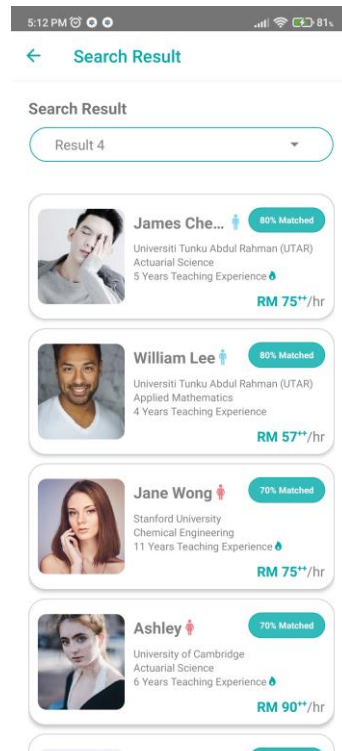 5:12 PM 81%
Search Result
Search Result
Result 4
James Che... 80% Matched
Universiti Tunku Abdul Rahman (UTAR)
Actuarial Science
5 Years Teaching Experience
RM 75++/hr
William Lee 80% Matched
Universiti Tunku Abdul Rahman (UTAR)
Applied Mathematics
4 Years Teaching Experience
RM 57++/hr
Jane Wong 70% Matched
Stanford University
Chemical Engineering
11 Years Teaching Experience
RM 75++/hr
Ashley 70% Matched
University of Cambridge
Actuarial Science
6 Years Teaching Experience
RM 90++/hr